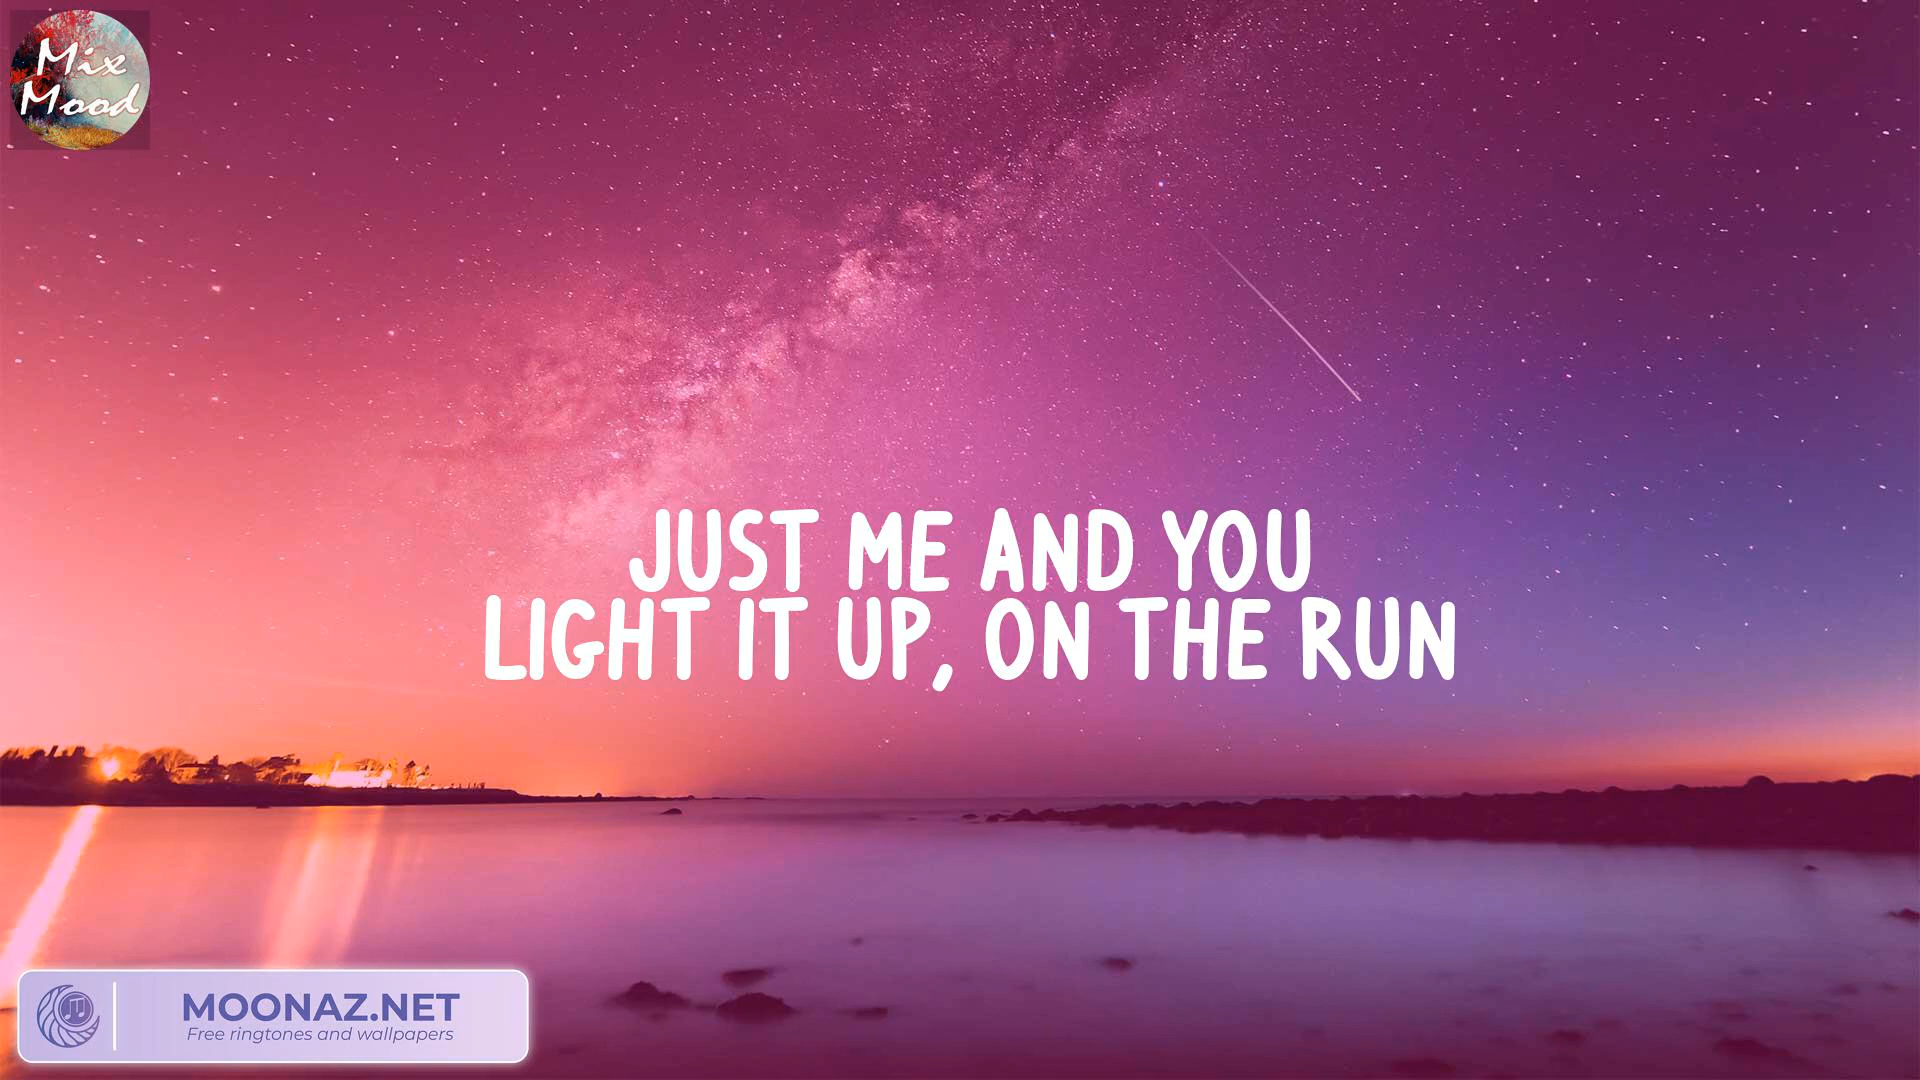 Mix
Mood
JUST ME AND YOU
LIGHT IT UP, ON THE RUN
MOONAZ.NET
Free ringtones and wallpapers